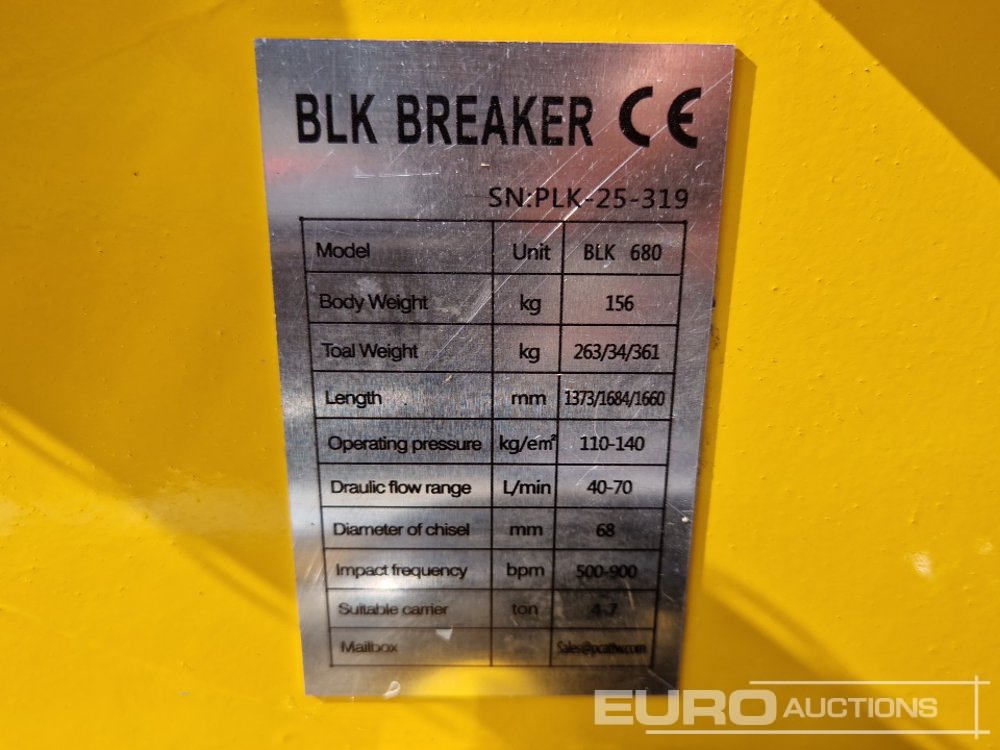 BLK BREAKER CE
SN:PLK-25-319
Model Unit BLK 680
Body Weight kg 156
Toal Weight kg 263/34/361
Length mm 1373/1684/1660
Operating pressure kg/em² 110-140
Draulic flow range L/min 40-70
Diameter of chisel mm 68
Impact frequency bpm 500-900
Suitable carrier ton 4-7
Mailbox
EURO AUCTIONS